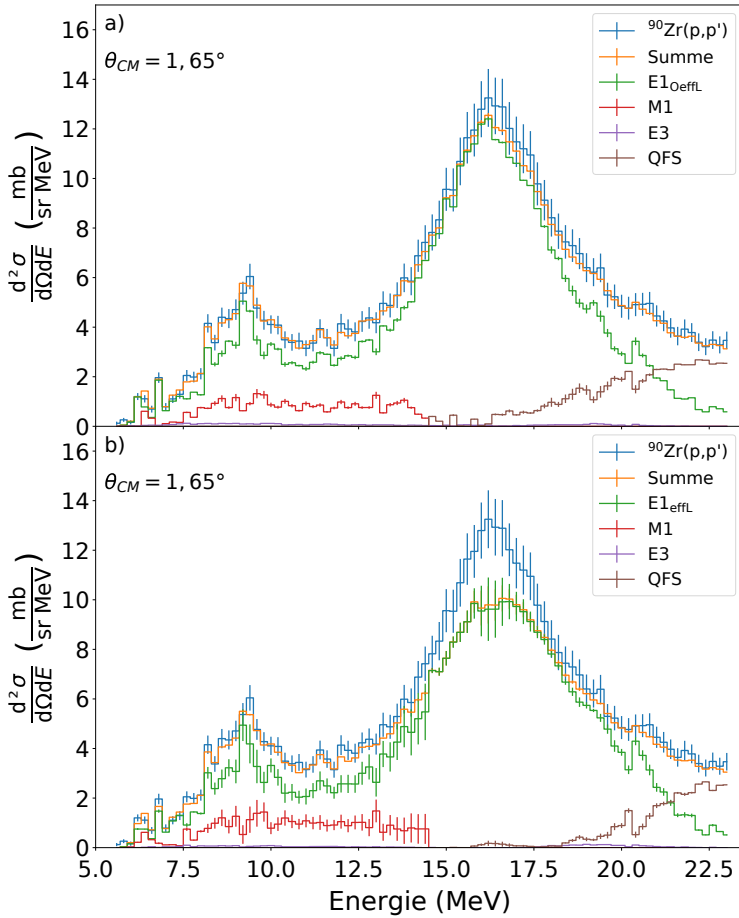 a)
θCM = 1,65°
90Zr(p,p')
Summe
E1OeffL
M1
E3
QFS
16
14
12
10
8
6
4
2
0
d²σ/dΩdE (mb/sr MeV)
b)
θCM = 1,65°
90Zr(p,p')
Summe
E1effL
M1
E3
QFS
16
14
12
10
8
6
4
2
0
d²σ/dΩdE (mb/sr MeV)
5.0 7.5 10.0 12.5 15.0 17.5 20.0 22.5
Energie (MeV)